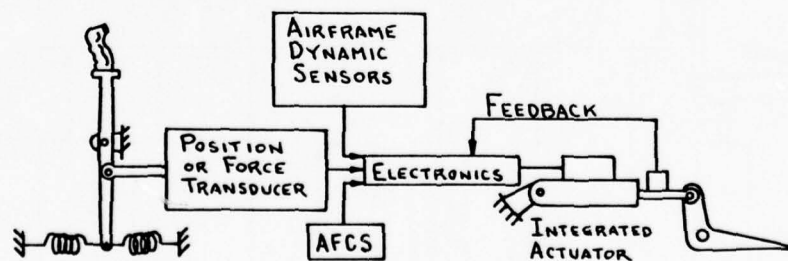 AIRFRAME
DYNAMIC
SENSORS
FEEDBACK
POSITION
OR FORCE
TRANSDUCER
ELECTRONICS
AFCS
INTEGRATED
ACTUATOR